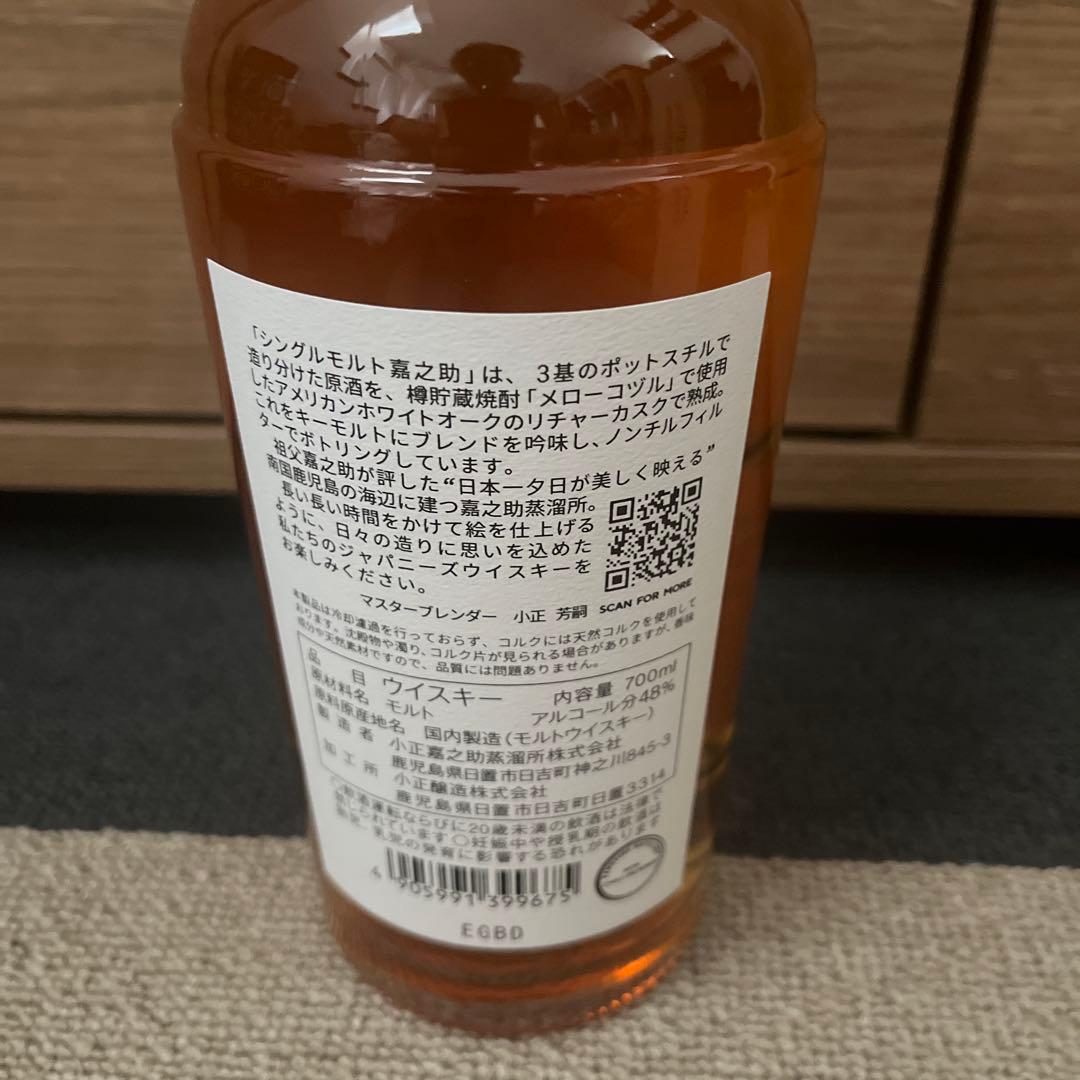 「シングルモルト嘉之助」は、3基のポットスチルで
造り分けた原酒を、樽貯蔵焼酎「メローコヅル」で使用
したアメリカンホワイトオークのリチャーカスクで熟成。
これをキーモルトにブレンドを吟味し、ノンチルフィル
ターでボトリングしています。
祖父嘉之助が評した“日本一夕日が美しく映える”
南国鹿児島の海辺に建つ嘉之助蒸溜所。
長い長い時間をかけて絵を仕上げる
ように、日々の造りに思いを込めた
私たちのジャパニーズウイスキーを
お楽しみください。
マスターブレンダー 小正 芳嗣
SCAN FOR MORE
本製品は冷却濾過を行っておらず、コルクには天然コルクを使用して
おります。沈殿物や濁り、コルク片が見られる場合がありますが、香味
成分や天然素材ですので、品質には問題ありません。
品目 ウイスキー 内容量 700ml
原材料名 モルト アルコール分48%
原料原産地名 国内製造(モルトウイスキー)
製造者 小正嘉之助蒸溜所株式会社
鹿児島県日置市日吉町神之川845-3
加工所 小正醸造株式会社
鹿児島県日置市日吉町日置3314
○飲酒運転ならびに20歳未満の飲酒は法律で
禁じられています○妊娠中や授乳期の飲酒は
胎児・乳児の発育に影響する恐れがあります
4 905991 399675
EGBD